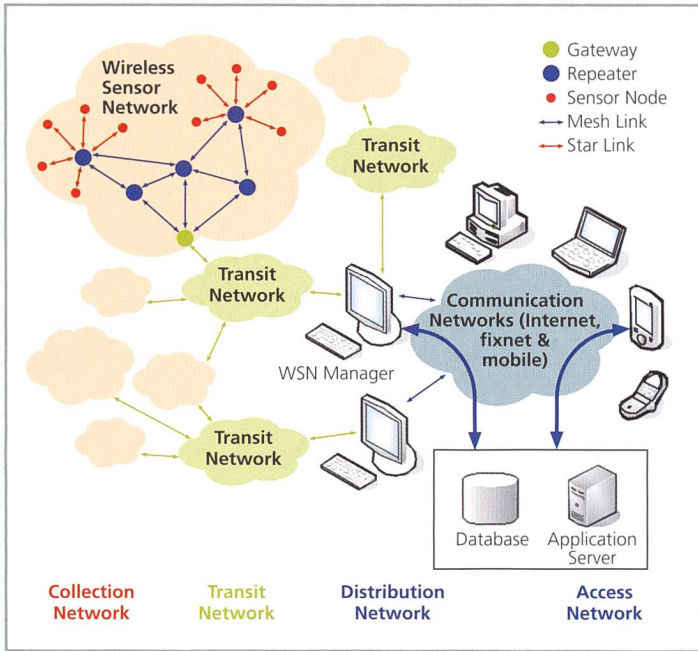 Wireless
Sensor
Network
Gateway
Repeater
Sensor Node
Mesh Link
Star Link
Transit
Network
Transit
Network
Communication
Networks (Internet,
fixnet &
mobile)
WSN Manager
Transit
Network
Database
Application
Server
Collection
Network
Transit
Network
Distribution
Network
Access
Network